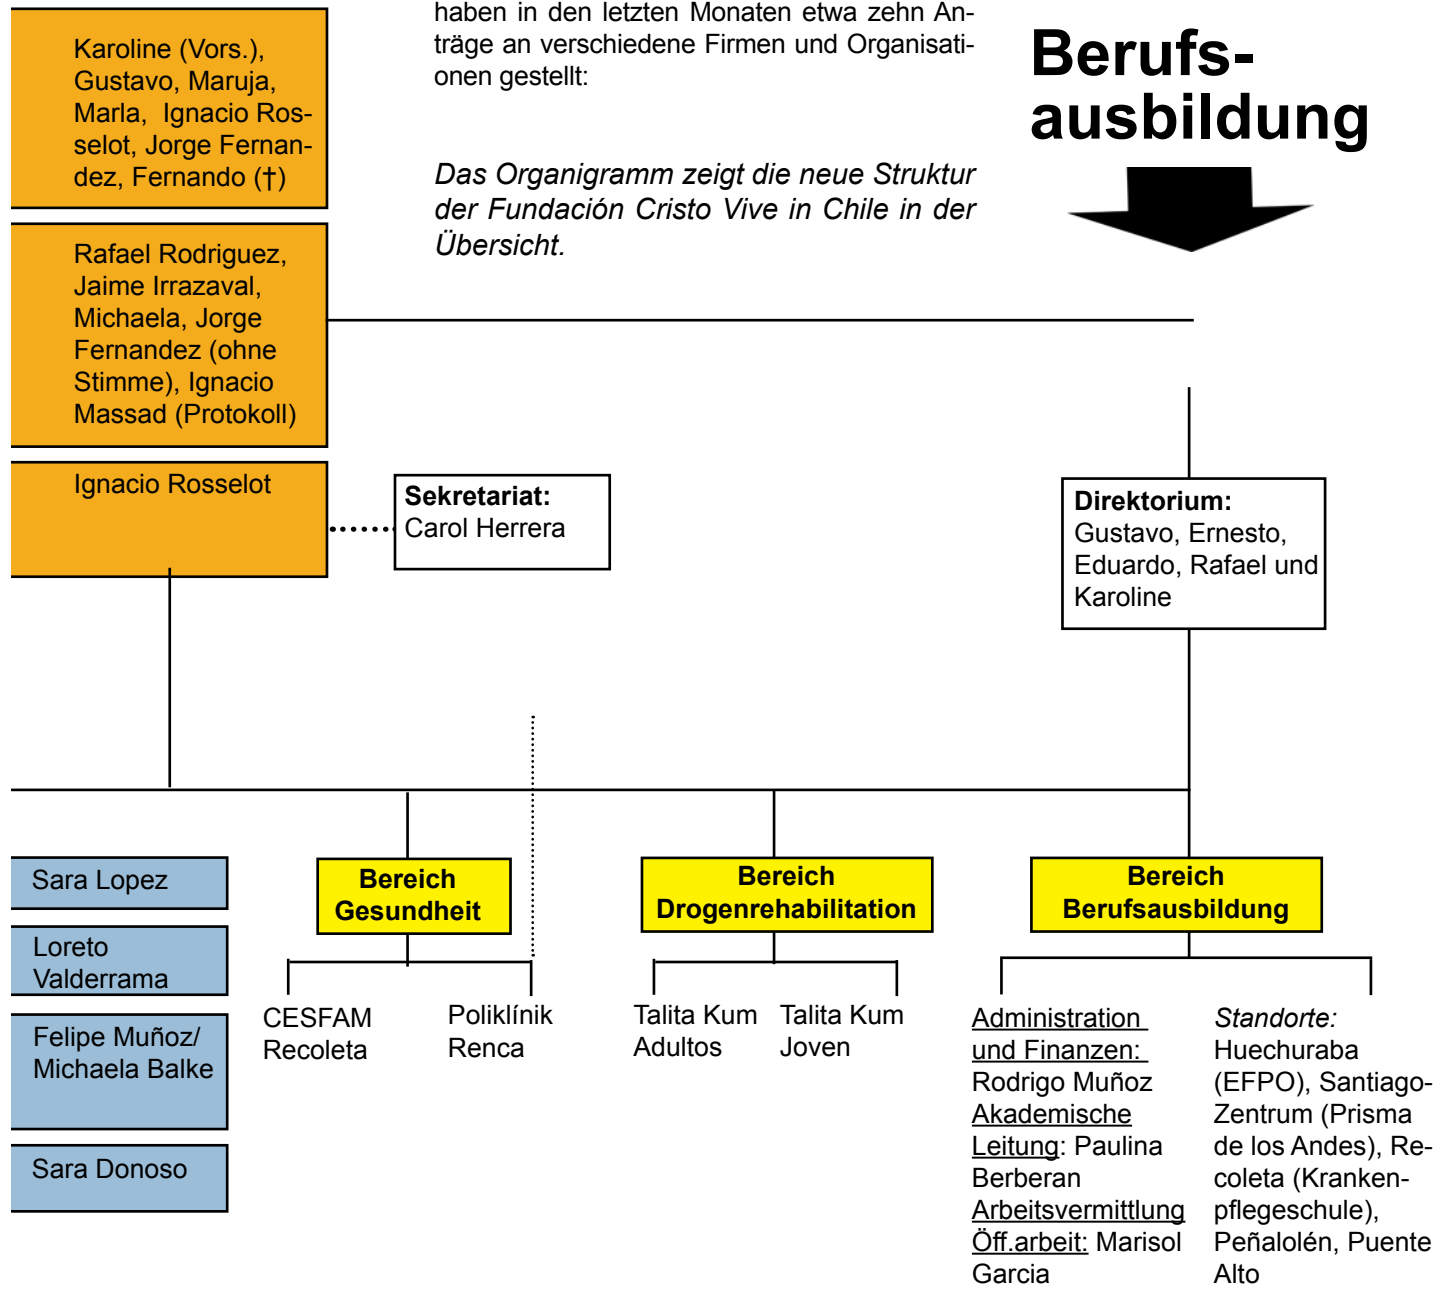 haben in den letzten Monaten etwa zehn An-
träge an verschiedene Firmen und Organisati-
onen gestellt:
Das Organigramm zeigt die neue Struktur
der Fundación Cristo Vive in Chile in der
Übersicht.
Berufs-
ausbildung
Karoline (Vors.),
Gustavo, Maruja,
Marla, Ignacio Ros-
selot, Jorge Fernan-
dez, Fernando (†)
Rafael Rodriguez,
Jaime Irrazaval,
Michaela, Jorge
Fernandez (ohne
Stimme), Ignacio
Massad (Protokoll)
Ignacio Rosselot
Sekretariat:
Carol Herrera
Direktorium:
Gustavo, Ernesto,
Eduardo, Rafael und
Karoline
Sara Lopez
Loreto
Valderrama
Felipe Muñoz/
Michaela Balke
Sara Donoso
Bereich
Gesundheit
CESFAM
Recoleta
Poliklínik
Renca
Bereich
Drogenrehabilitation
Talita Kum
Adultos
Talita Kum
Joven
Bereich
Berufsausbildung
Administration
und Finanzen:
Rodrigo Muñoz
Akademische
Leitung: Paulina
Berberan
Arbeitsvermittlung
Öff.arbeit: Marisol
Garcia
Standorte:
Huechuraba
(EFPO), Santiago-
Zentrum (Prisma
de los Andes), Re-
coleta (Kranken-
pflegeschule),
Peñalolén, Puente
Alto